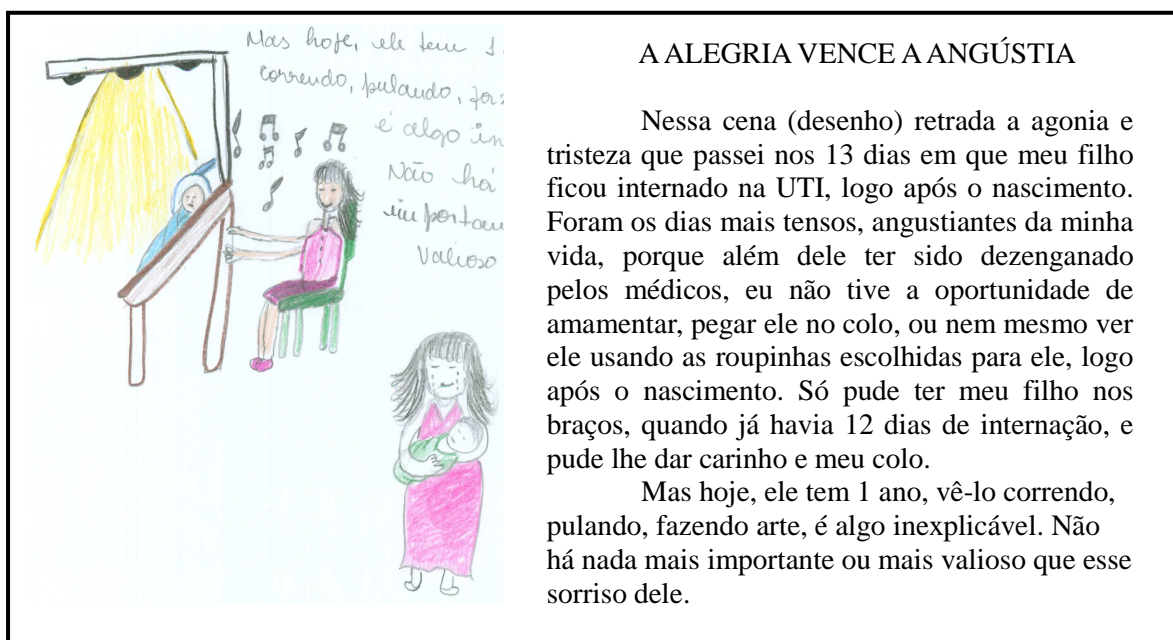 Mas hoje, ele tem 1
correndo, pulando, faz
é algo in
Não há
importan
valioso
A ALEGRIA VENCE A ANGÚSTIA
Nessa cena (desenho) retrada a agonia e
tristeza que passei nos 13 dias em que meu filho
ficou internado na UTI, logo após o nascimento.
Foram os dias mais tensos, angustiantes da minha
vida, porque além dele ter sido dezenganado
pelos médicos, eu não tive a oportunidade de
amamentar, pegar ele no colo, ou nem mesmo ver
ele usando as roupinhas escolhidas para ele, logo
após o nascimento. Só pude ter meu filho nos
braços, quando já havia 12 dias de internação, e
pude lhe dar carinho e meu colo.
Mas hoje, ele tem 1 ano, vê-lo correndo,
pulando, fazendo arte, é algo inexplicável. Não
há nada mais importante ou mais valioso que esse
sorriso dele.